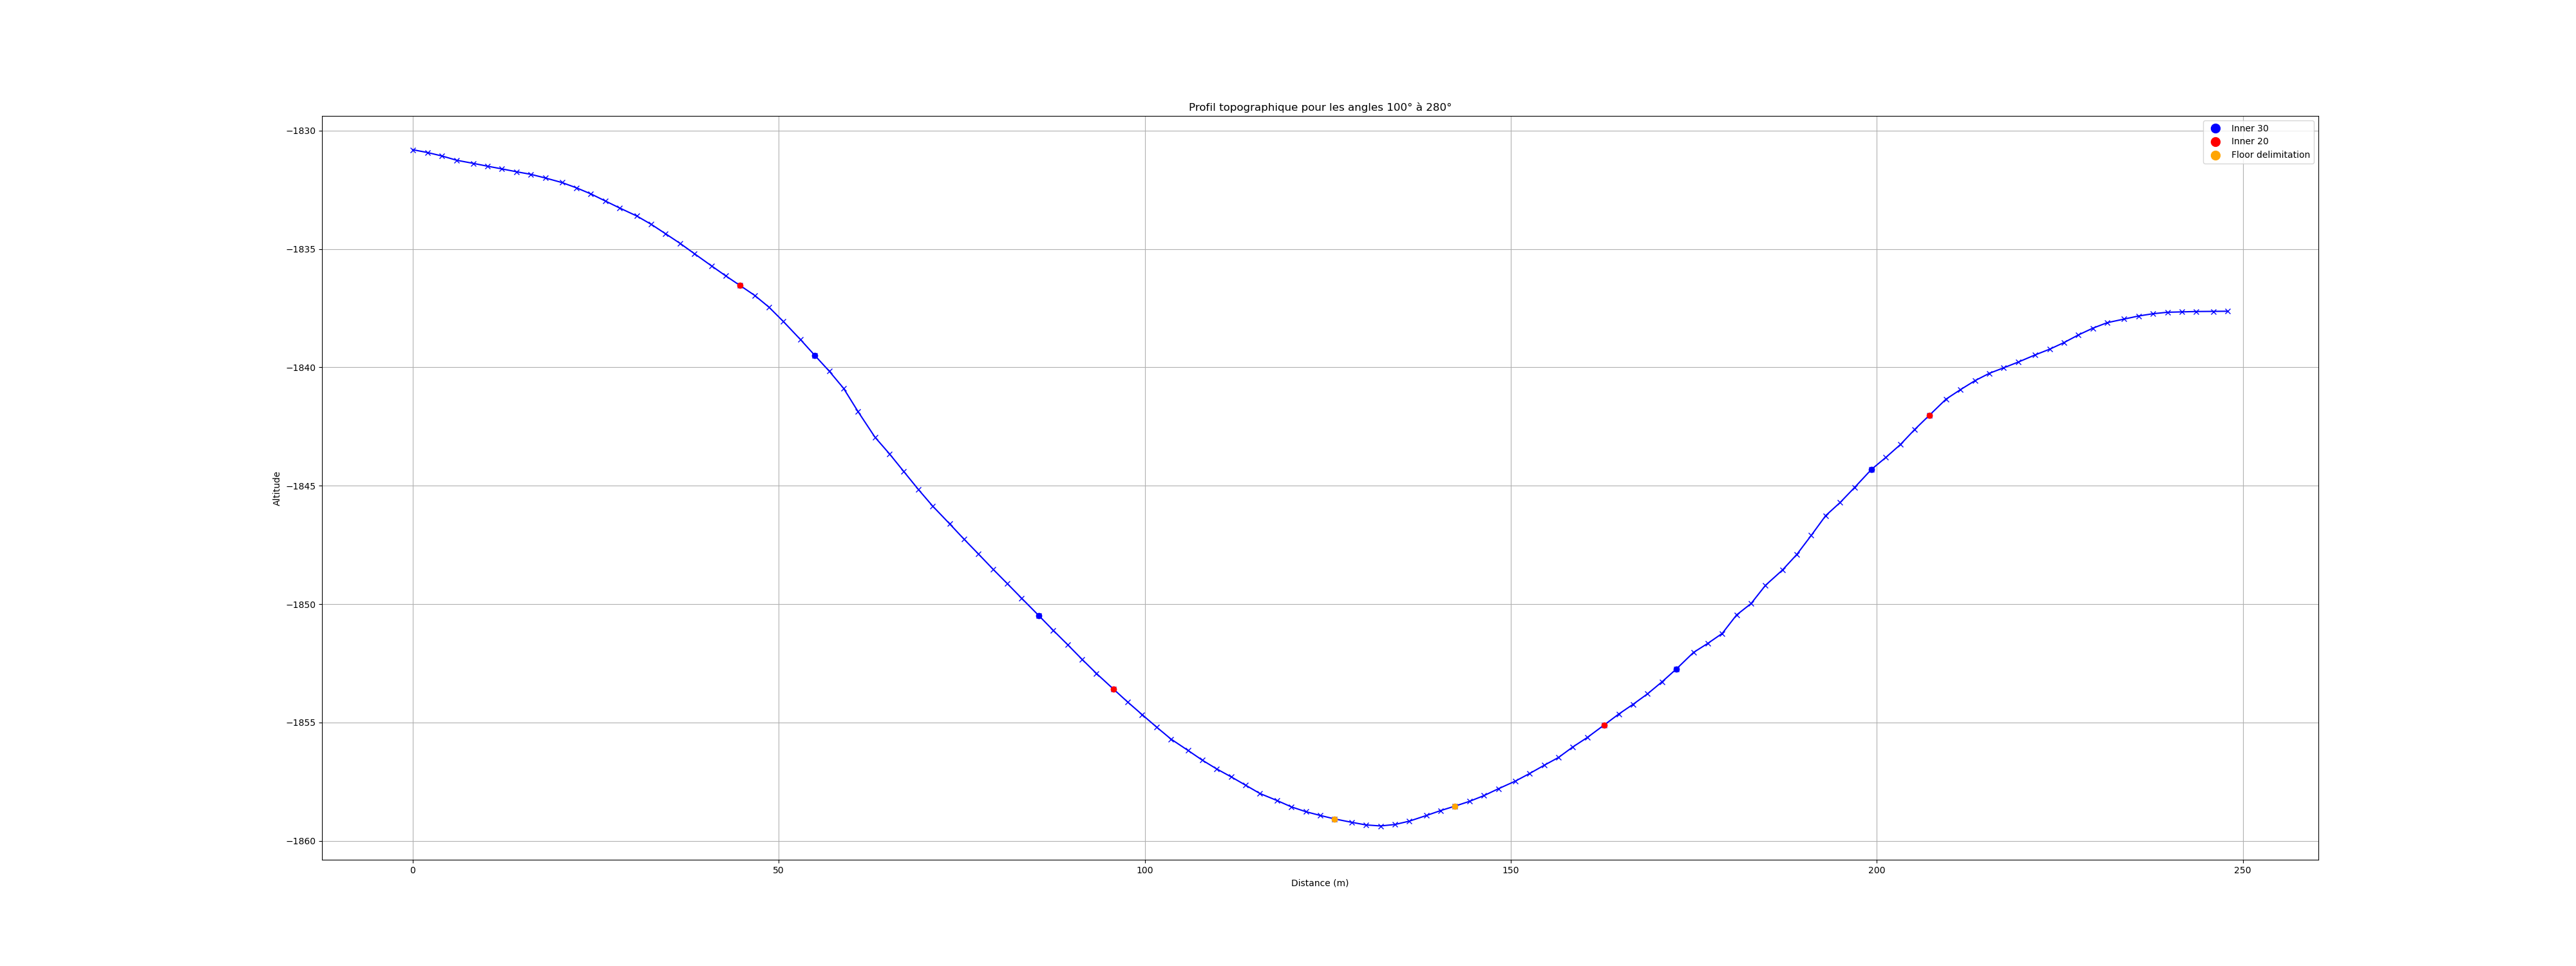 Profil topographique pour les angles 100° à 280°
Inner 30
Inner 20
Floor delimitation
Altitude
−1830
−1835
−1840
−1845
−1850
−1855
−1860
0 50 100 150 200 250
Distance (m)